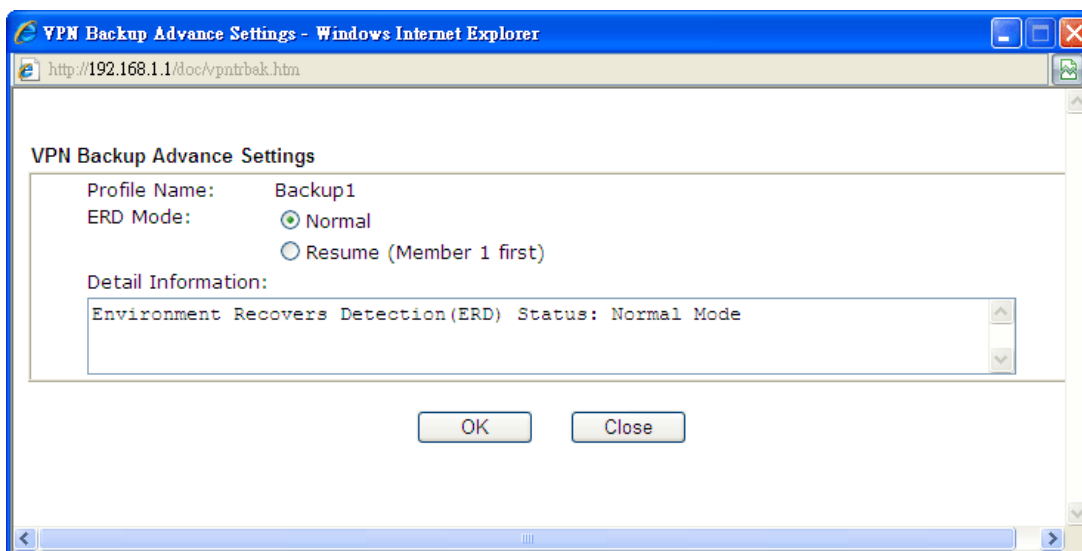 VPN Backup Advance Settings - Windows Internet Explorer
http://192.168.1.1/doc/vpntrbak.htm
VPN Backup Advance Settings
Profile Name: Backup1
ERD Mode: Normal
Resume (Member 1 first)
Detail Information:
Environment Recovers Detection(ERD) Status: Normal Mode
OK Close